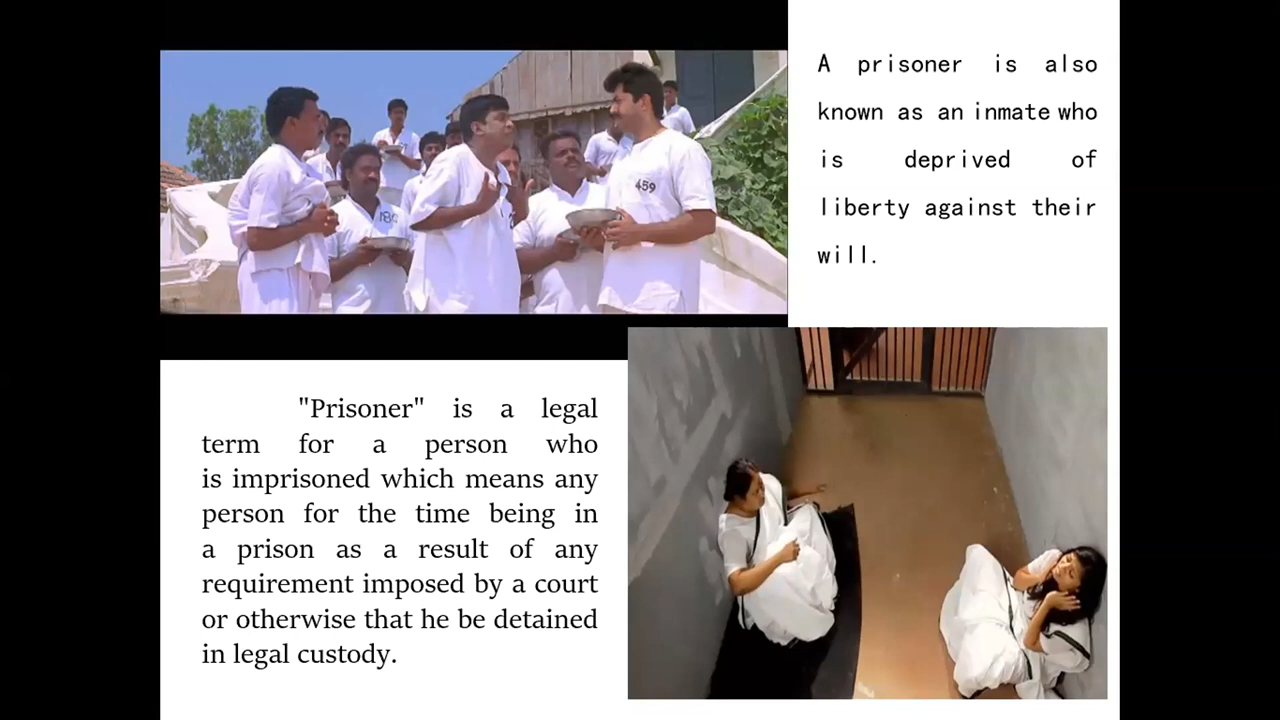 A prisoner is also
known as an inmate who
is deprived of
liberty against their
will.
459
"Prisoner" is a legal
term for a person who
is imprisoned which means any
person for the time being in
a prison as a result of any
requirement imposed by a court
or otherwise that he be detained
in legal custody.